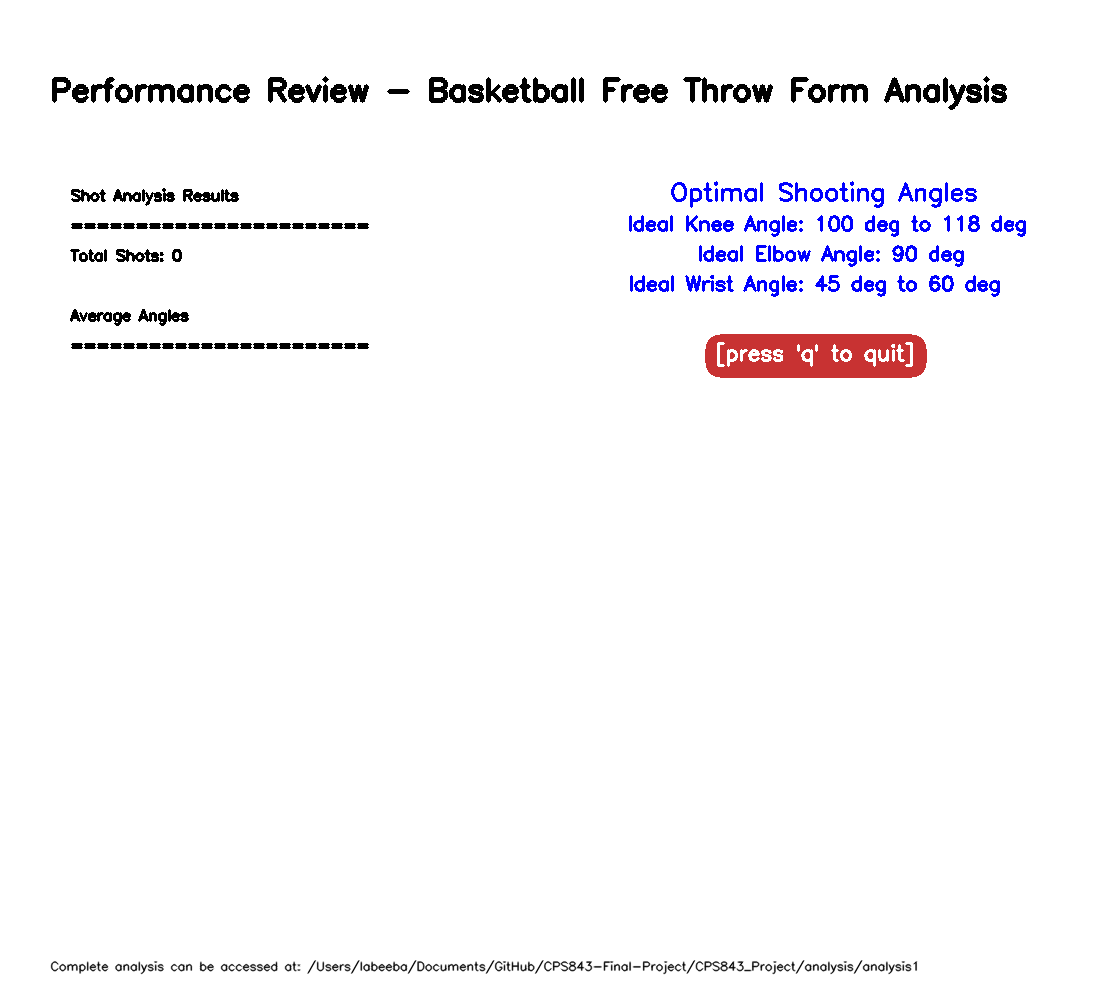 Performance Review - Basketball Free Throw Form Analysis
Shot Analysis Results
=======================
Total Shots: 0
Average Angles
=======================
Optimal Shooting Angles
Ideal Knee Angle: 100 deg to 118 deg
Ideal Elbow Angle: 90 deg
Ideal Wrist Angle: 45 deg to 60 deg
[press 'q' to quit]
Complete analysis can be accessed at: /Users/labeeba/Documents/GitHub/CPS843-Final-Project/CPS843_Project/analysis/analysis1